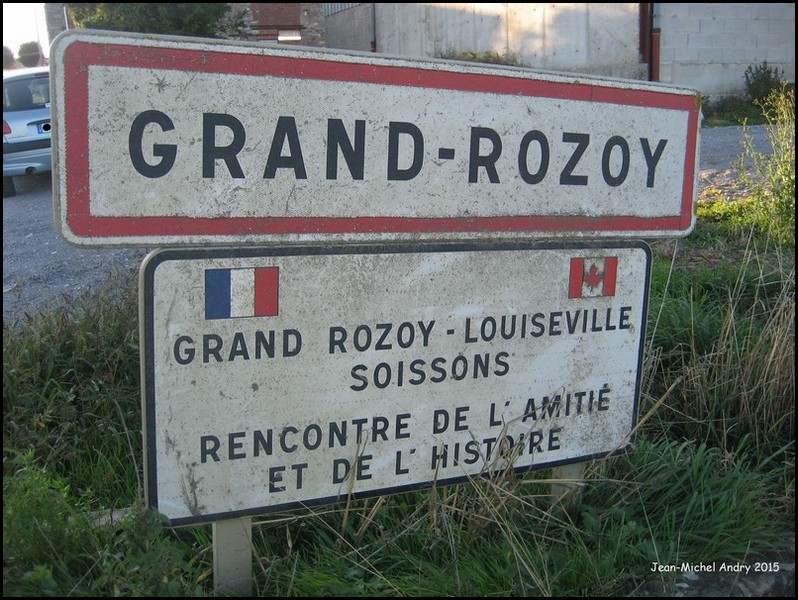 GRAND-ROZOY
GRAND ROZOY - LOUISEVILLE
SOISSONS
RENCONTRE DE L'AMITIÉ
ET DE L'HISTOIRE
Jean-Michel Andry 2015